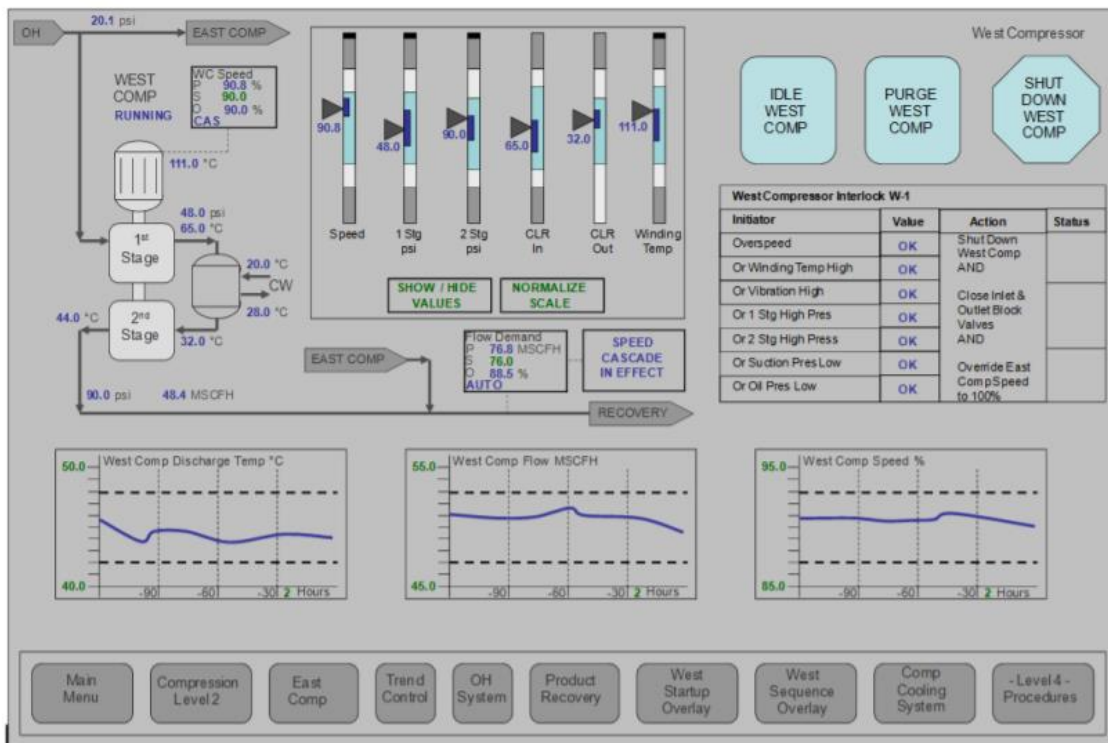 OH
20.1 psi
EAST COMP
West Compressor
WEST
COMP
RUNNING
WC Speed
P 90.8 %
S 90.0
O 90.0 %
CAS
111.0 °C
48.0 psi
65.0 °C
1st
Stage
20.0 °C
CW
28.0 °C
2nd
Stage
44.0 °C
32.0 °C
90.0 psi
48.4 MSCFH
90.8
48.0
90.0
65.0
32.0
111.0
Speed
1 Stg
psi
2 Stg
psi
CLR
In
CLR
Out
Winding
Temp
SHOW / HIDE
VALUES
NORMALIZE
SCALE
EAST COMP
Flow Demand
P 76.8 MSCFH
S 76.0
O 88.5 %
AUTO
SPEED
CASCADE
IN EFFECT
RECOVERY
IDLE
WEST
COMP
PURGE
WEST
COMP
SHUT
DOWN
WEST
COMP
West Compressor Interlock W-1
Initiator Value Action Status
Overspeed OK
Or Winding Temp High OK
Or Vibration High OK
Or 1 Stg High Pres OK
Or 2 Stg High Press OK
Or Suction Pres Low OK
Or Oil Pres Low OK
Shut Down
West Comp
AND
Close Inlet &
Outlet Block
Valves
AND
Override East
Comp Speed
to 100%
West Comp Discharge Temp °C
50.0
40.0
-90 -60 -30 2 Hours
West Comp Flow MSCFH
55.0
45.0
-90 -60 -30 2 Hours
West Comp Speed %
95.0
85.0
-90 -60 -30 2 Hours
Main
Menu
Compression
Level 2
East
Comp
Trend
Control
OH
System
Product
Recovery
West
Startup
Overlay
West
Sequence
Overlay
Comp
Cooling
System
- Level 4 -
Procedures